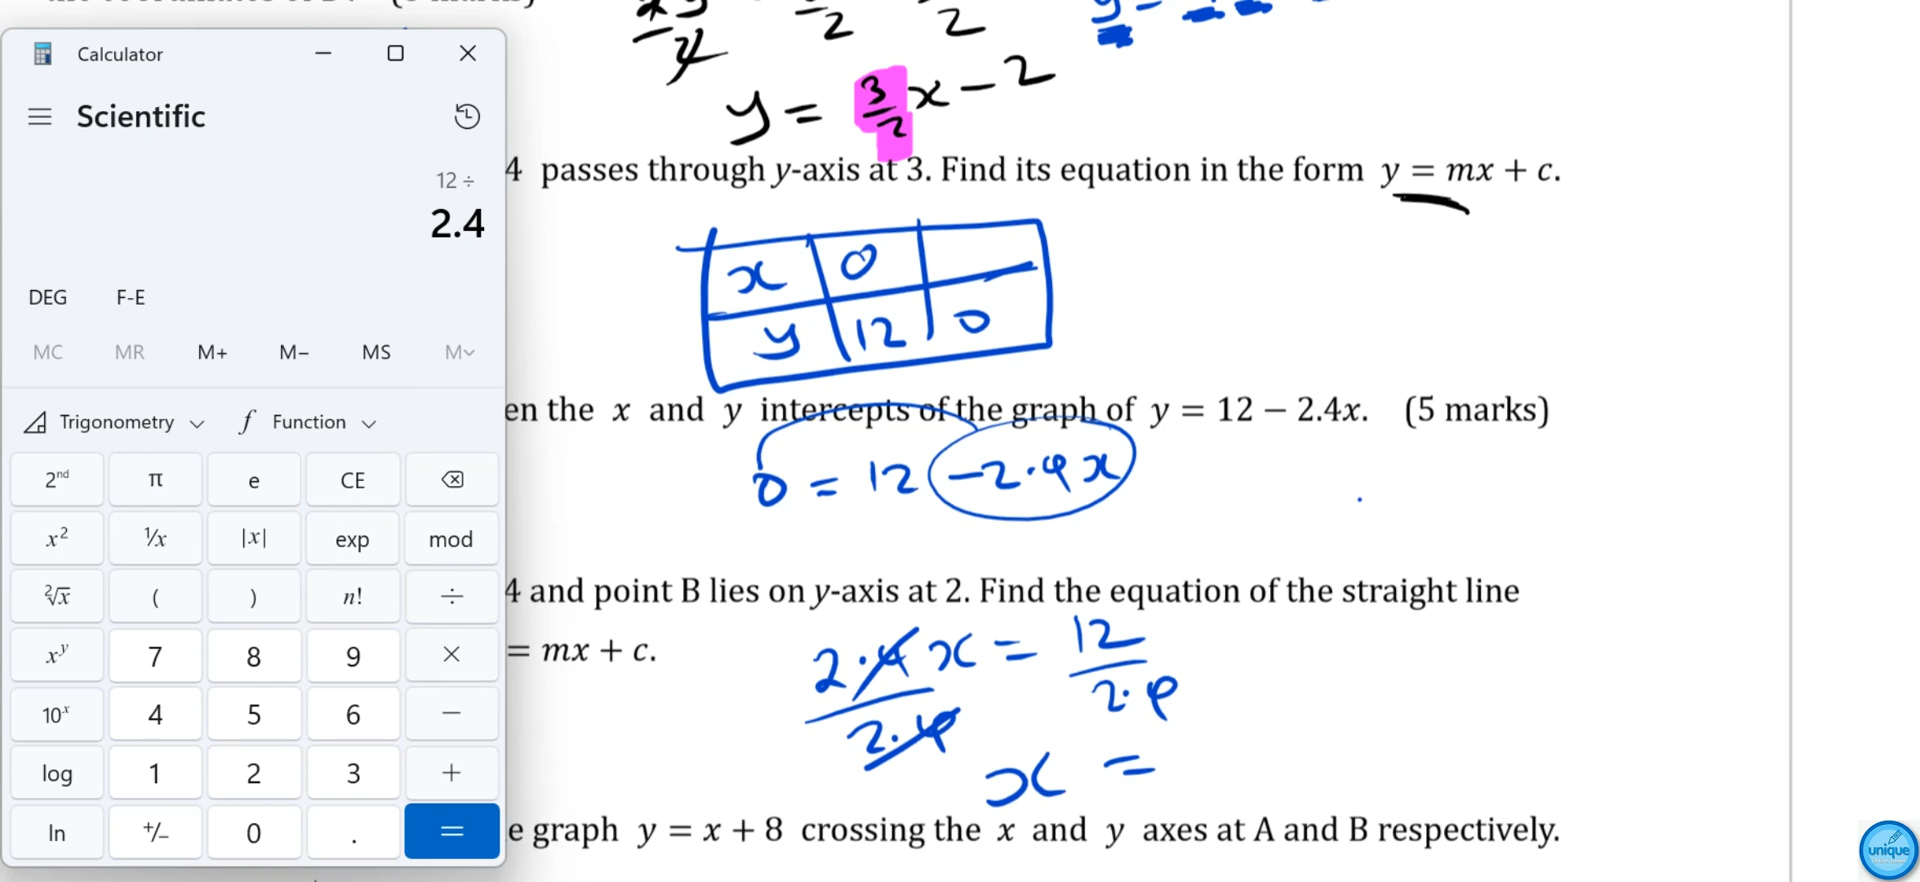 Calculator
Scientific
12 ÷
2.4
DEG F-E
MC MR M+ M− MS M˅
Trigonometry f Function
2nd π e CE
x² ¹/x |x| exp mod
²√x ( ) n! ÷
xʸ 7 8 9 ×
10ˣ 4 5 6 −
log 1 2 3 +
ln +/− 0 . =
2 2
y = 3/2 x − 2
4 passes through y-axis at 3. Find its equation in the form y = mx + c.
x 0
y 12 0
en the x and y intercepts of the graph of y = 12 − 2.4x. (5 marks)
0 = 12 −2.4x
4 and point B lies on y-axis at 2. Find the equation of the straight line
= mx + c.
2.4x/2.4 = 12/2.4
x =
e graph y = x + 8 crossing the x and y axes at A and B respectively.
unique